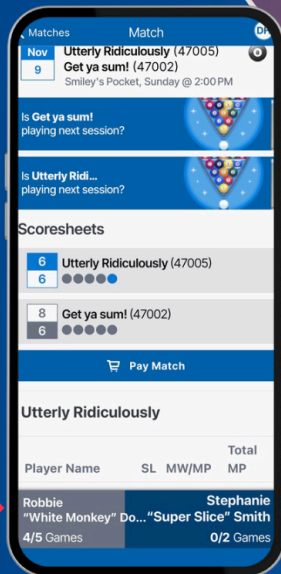 Matches
Match
DP
Nov
9
Utterly Ridiculously (47005)
Get ya sum! (47002)
Smiley's Pocket, Sunday @ 2:00 PM
Is Get ya sum!
playing next session?
Is Utterly Ridi...
playing next session?
Scoresheets
6
6
Utterly Ridiculously (47005)
8
6
Get ya sum! (47002)
Pay Match
Utterly Ridiculously
Player Name SL MW/MP Total MP
Robbie
"White Monkey" Do...
4/5 Games
Stephanie
"Super Slice" Smith
0/2 Games